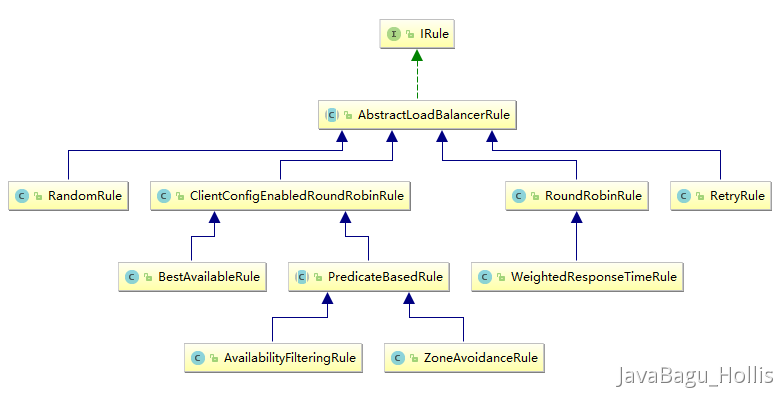 IRule
AbstractLoadBalancerRule
RandomRule
ClientConfigEnabledRoundRobinRule
RoundRobinRule
RetryRule
BestAvailableRule
PredicateBasedRule
WeightedResponseTimeRule
AvailabilityFilteringRule
ZoneAvoidanceRule
JavaBagu_Hollis